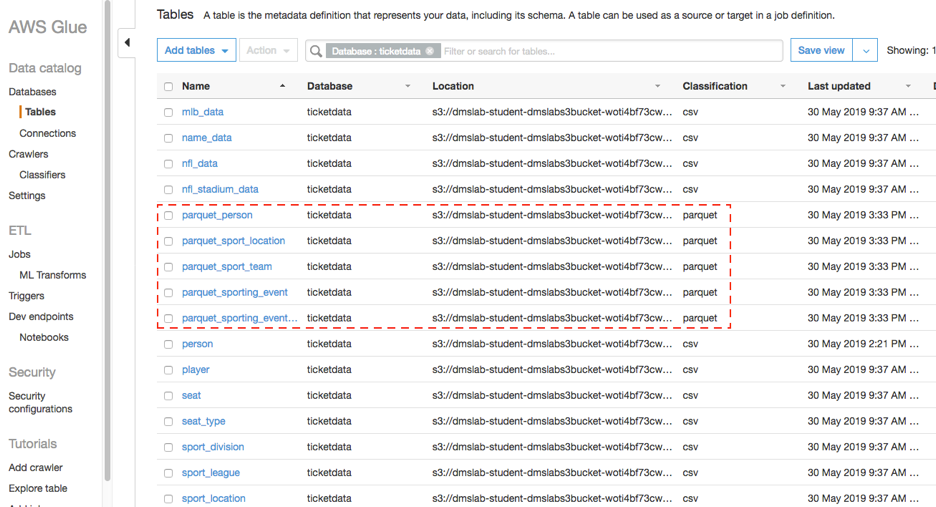 AWS Glue
Data catalog
Databases
Tables
Connections
Crawlers
Classifiers
Settings
ETL
Jobs
ML Transforms
Triggers
Dev endpoints
Notebooks
Security
Security
configurations
Tutorials
Add crawler
Explore table
Tables A table is the metadata definition that represents your data, including its schema. A table can be used as a source or target in a job definition.
Add tables Action Database : ticketdata Filter or search for tables... Save view Showing: 1
Name Database Location Classification Last updated
mlb_data ticketdata s3://dmslab-student-dmslabs3bucket-woti4bf73cw... csv 30 May 2019 9:37 AM ...
name_data ticketdata s3://dmslab-student-dmslabs3bucket-woti4bf73cw... csv 30 May 2019 9:37 AM ...
nfl_data ticketdata s3://dmslab-student-dmslabs3bucket-woti4bf73cw... csv 30 May 2019 9:37 AM ...
nfl_stadium_data ticketdata s3://dmslab-student-dmslabs3bucket-woti4bf73cw... csv 30 May 2019 9:37 AM ...
parquet_person ticketdata s3://dmslab-student-dmslabs3bucket-woti4bf73cw... parquet 30 May 2019 3:33 PM ...
parquet_sport_location ticketdata s3://dmslab-student-dmslabs3bucket-woti4bf73cw... parquet 30 May 2019 3:33 PM ...
parquet_sport_team ticketdata s3://dmslab-student-dmslabs3bucket-woti4bf73cw... parquet 30 May 2019 3:33 PM ...
parquet_sporting_event ticketdata s3://dmslab-student-dmslabs3bucket-woti4bf73cw... parquet 30 May 2019 3:33 PM ...
parquet_sporting_event... ticketdata s3://dmslab-student-dmslabs3bucket-woti4bf73cw... parquet 30 May 2019 3:33 PM ...
person ticketdata s3://dmslab-student-dmslabs3bucket-woti4bf73cw... csv 30 May 2019 2:21 PM ...
player ticketdata s3://dmslab-student-dmslabs3bucket-woti4bf73cw... csv 30 May 2019 9:37 AM ...
seat ticketdata s3://dmslab-student-dmslabs3bucket-woti4bf73cw... csv 30 May 2019 9:37 AM ...
seat_type ticketdata s3://dmslab-student-dmslabs3bucket-woti4bf73cw... csv 30 May 2019 9:37 AM ...
sport_division ticketdata s3://dmslab-student-dmslabs3bucket-woti4bf73cw... csv 30 May 2019 9:37 AM ...
sport_league ticketdata s3://dmslab-student-dmslabs3bucket-woti4bf73cw... csv 30 May 2019 9:37 AM ...
sport_location ticketdata s3://dmslab-student-dmslabs3bucket-woti4bf73cw... csv 30 May 2019 9:37 AM ...